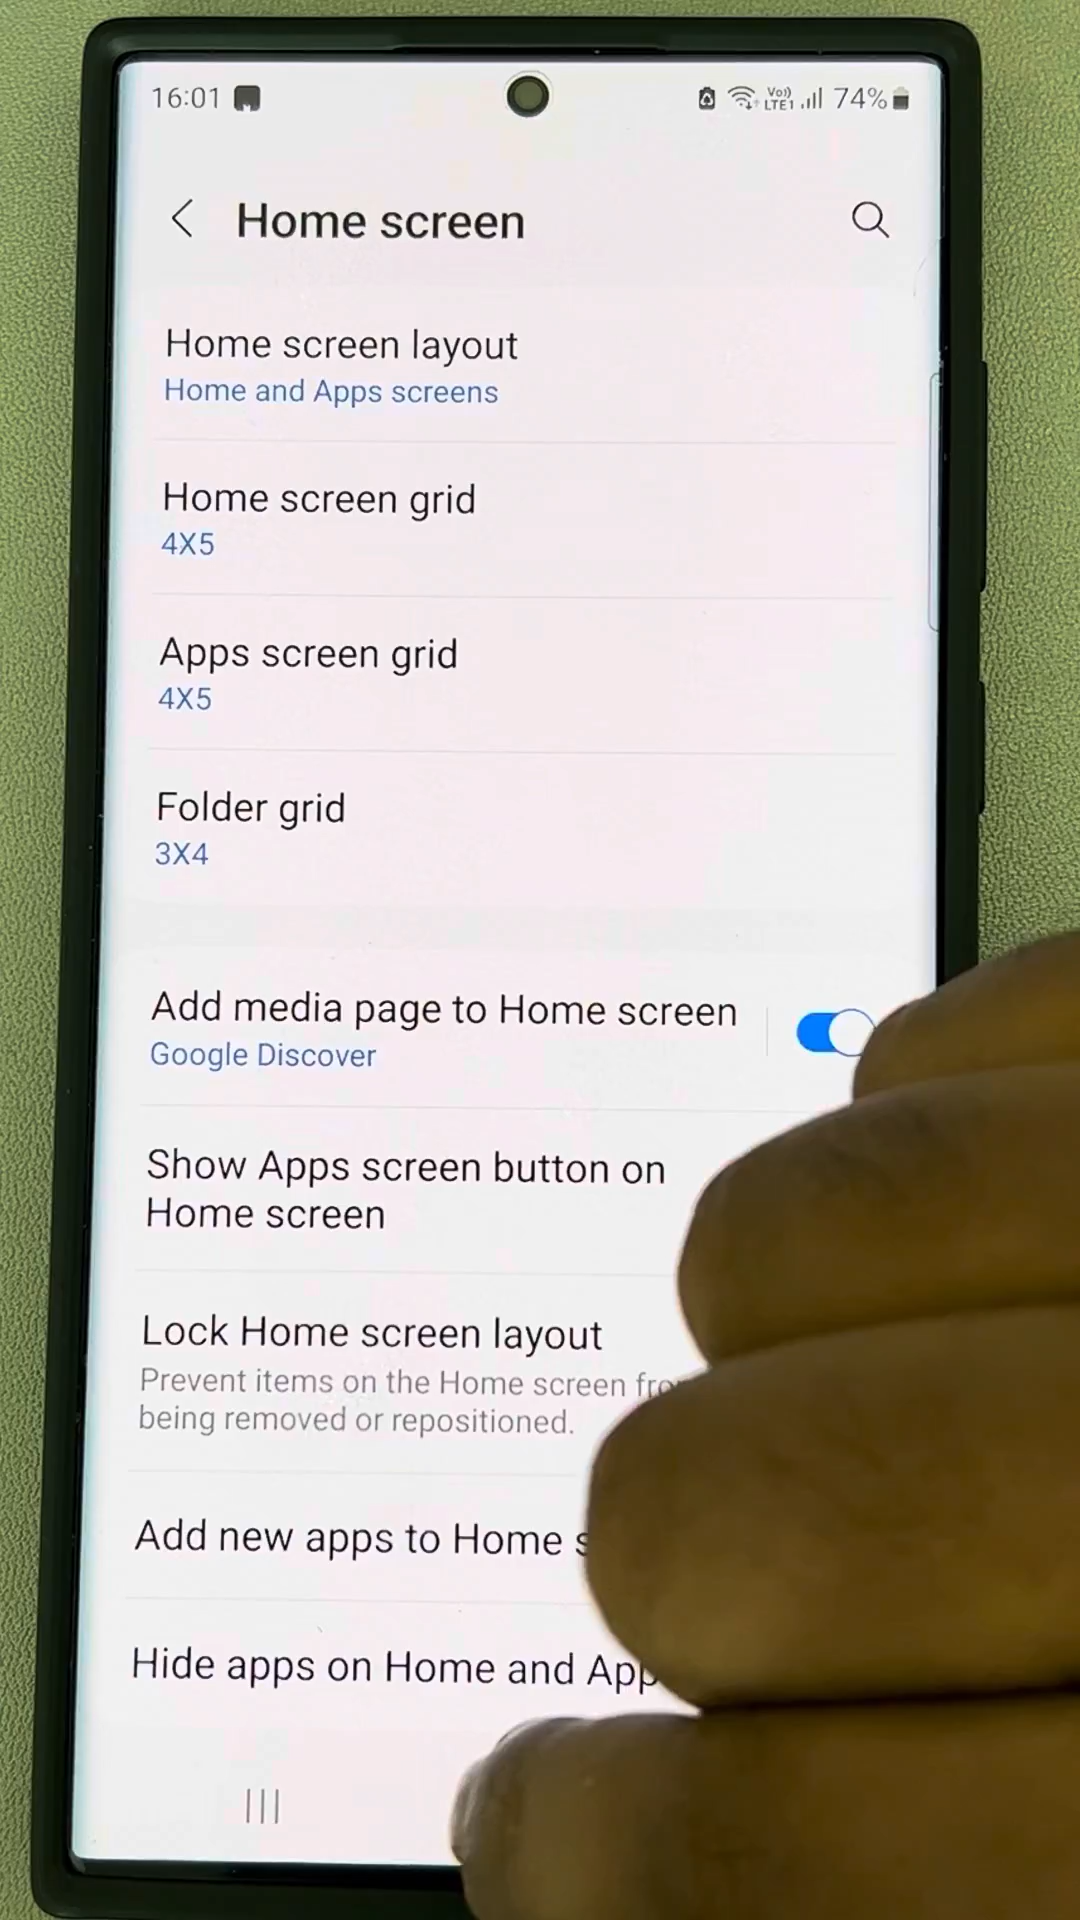 16:01 Vo)) LTE1 74%
Home screen
Home screen layout
Home and Apps screens
Home screen grid
4X5
Apps screen grid
4X5
Folder grid
3X4
Add media page to Home screen
Google Discover
Show Apps screen button on
Home screen
Lock Home screen layout
Prevent items on the Home screen
being removed or repositioned.
Add new apps to Home
Hide apps on Home and